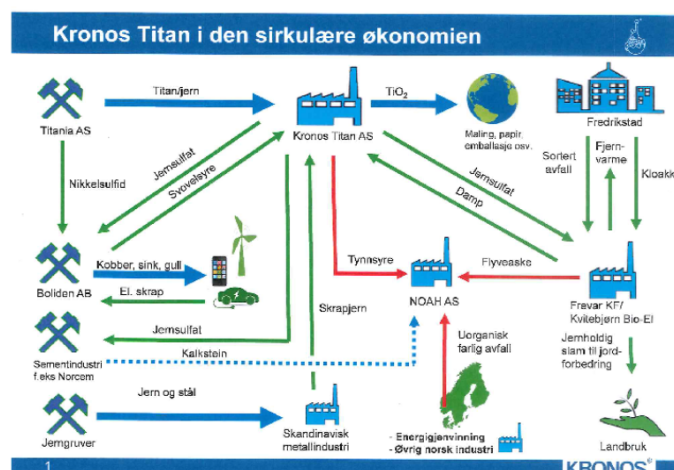 Kronos Titan i den sirkulære økonomien
Titan/jern
TiO2
Titania AS
Kronos Titan AS
Maling, papir,
emballasje osv.
Fredrikstad
Nikkelsulfid
Jernsulfat
Svovelsyre
Jernsulfat
Damp
Sortert
avfall
Fjern-
varme
Kloakk
Kobber, sink, gull
Boliden AB
El. skrap
Skrapjern
Tynnsyre
NOAH AS
Flyveaske
Frevar KF/
Kvitebjørn Bio-El
Jernsulfat
Kalkstein
Sementindustri
f.eks Norcem
Uorganisk
farlig avfall
Jernholdig
slam til jord-
forbedring
Jern og stål
Jerngruver
Skandinavisk
metallindustri
- Energigjenvinning
- Øvrig norsk industri
Landbruk
1
KRONOS®